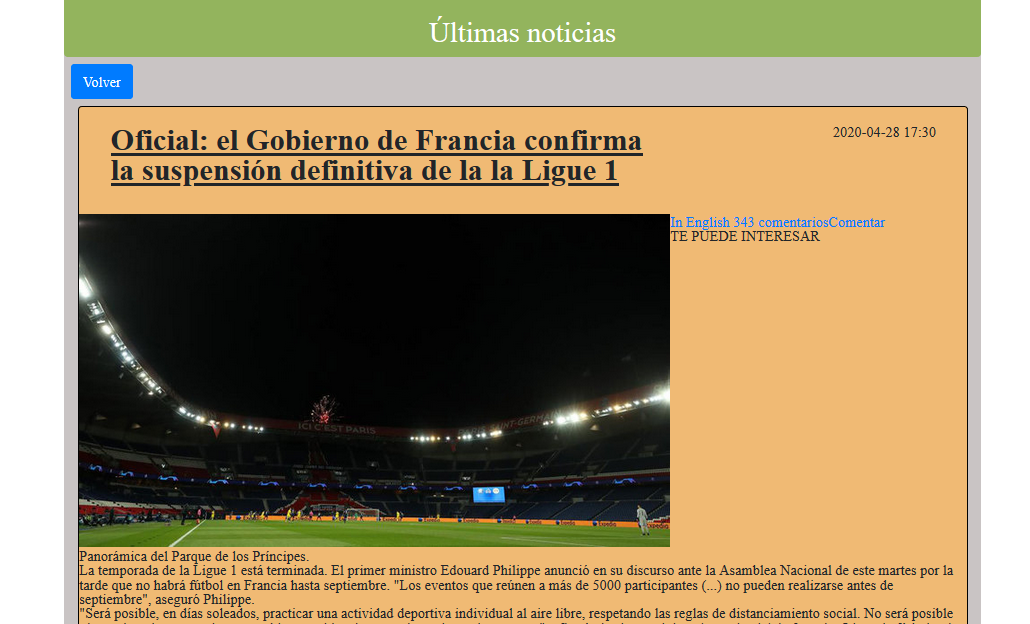 Últimas noticias
Volver
Oficial: el Gobierno de Francia confirma
la suspensión definitiva de la la Ligue 1
2020-04-28 17:30
In English 343 comentariosComentar
TE PUEDE INTERESAR
ICI C'EST PARIS
PARIS SAINT-GERMAIN
Panorámica del Parque de los Príncipes.
La temporada de la Ligue 1 está terminada. El primer ministro Edouard Philippe anunció en su discurso ante la Asamblea Nacional de este martes por la
tarde que no habrá fútbol en Francia hasta septiembre. "Los eventos que reúnen a más de 5000 participantes (...) no pueden realizarse antes de
septiembre", aseguró Philippe.
"Será posible, en días soleados, practicar una actividad deportiva individual al aire libre, respetando las reglas de distanciamiento social. No será posible